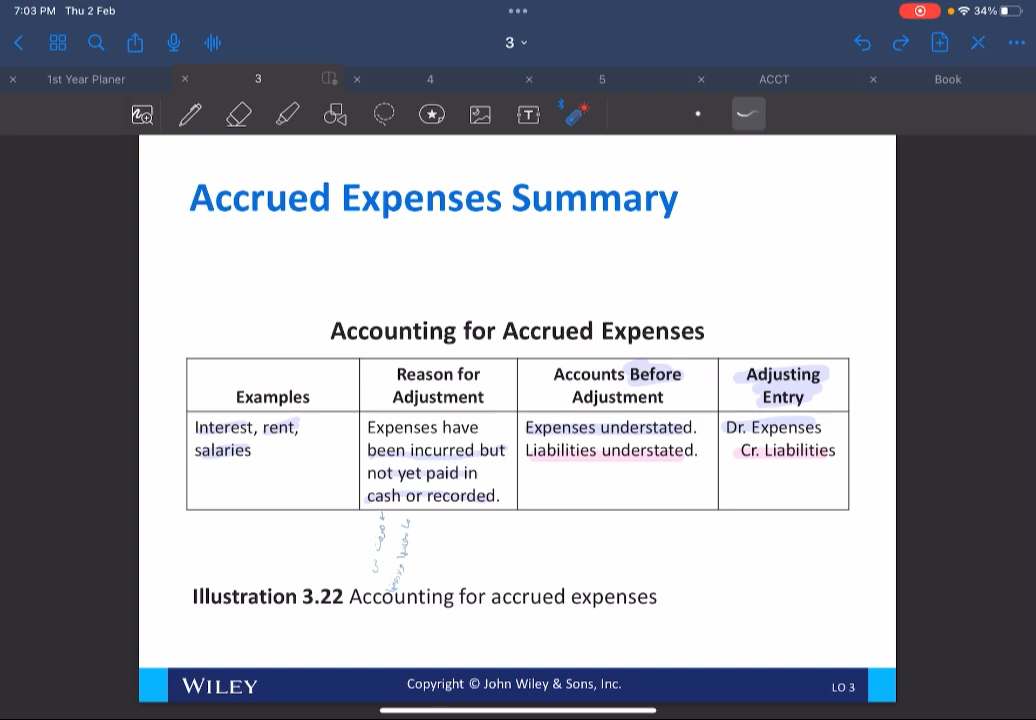 7:03 PM Thu 2 Feb
34%
3
1st Year Planer
3
4
5
ACCT
Book
Accrued Expenses Summary
Accounting for Accrued Expenses
Examples
Reason for Adjustment
Accounts Before Adjustment
Adjusting Entry
Interest, rent,
salaries
Expenses have
been incurred but
not yet paid in
cash or recorded.
Expenses understated.
Liabilities understated.
Dr. Expenses
Cr. Liabilities
Illustration 3.22 Accounting for accrued expenses
WILEY
Copyright © John Wiley & Sons, Inc.
LO 3